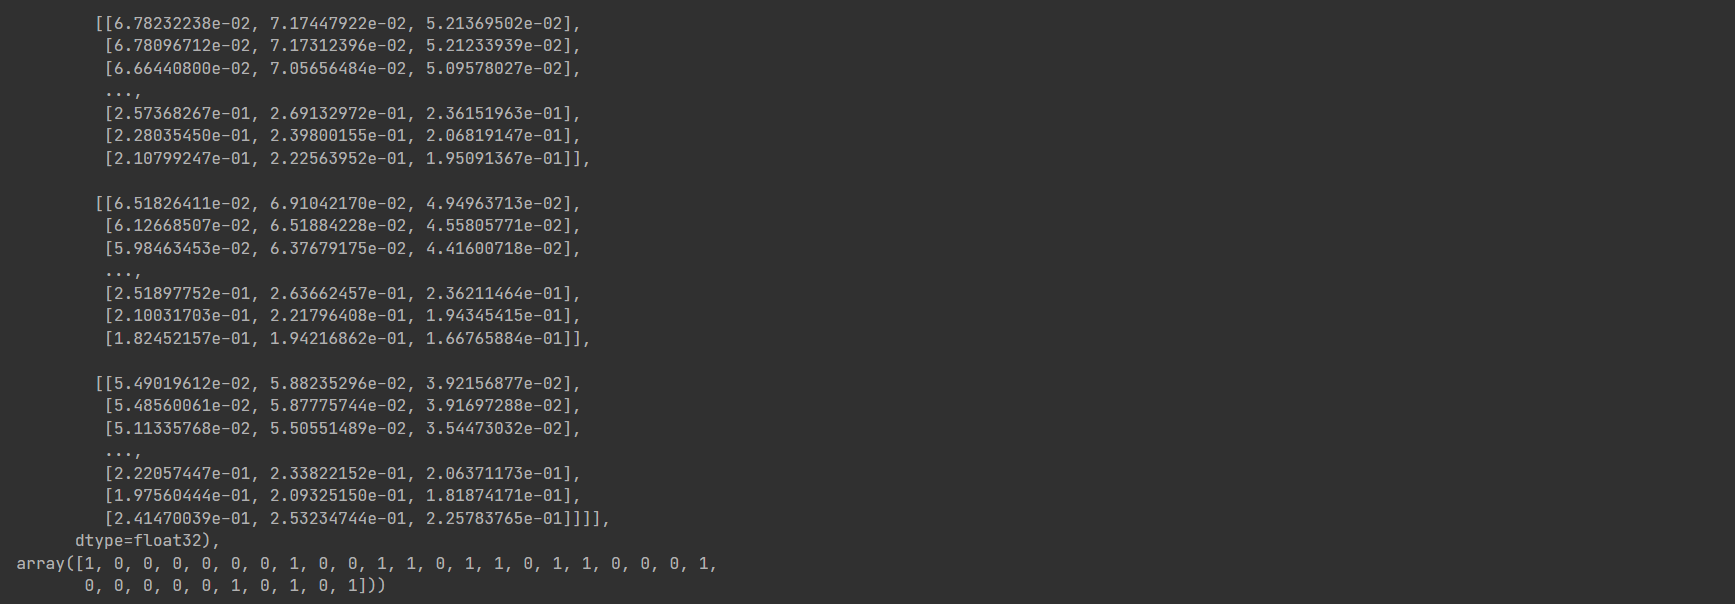 [[6.78232238e-02, 7.17447922e-02, 5.21369502e-02],
[6.78096712e-02, 7.17312396e-02, 5.21233939e-02],
[6.66440800e-02, 7.05656484e-02, 5.09578027e-02],
...,
[2.57368267e-01, 2.69132972e-01, 2.36151963e-01],
[2.28035450e-01, 2.39800155e-01, 2.06819147e-01],
[2.10799247e-01, 2.22563952e-01, 1.95091367e-01]],
[[6.51826411e-02, 6.91042170e-02, 4.94963713e-02],
[6.12668507e-02, 6.51884228e-02, 4.55805771e-02],
[5.98463453e-02, 6.37679175e-02, 4.41600718e-02],
...,
[2.51897752e-01, 2.63662457e-01, 2.36211464e-01],
[2.10031703e-01, 2.21796408e-01, 1.94345415e-01],
[1.82452157e-01, 1.94216862e-01, 1.66765884e-01]],
[[5.49019612e-02, 5.88235296e-02, 3.92156877e-02],
[5.48560061e-02, 5.87775744e-02, 3.91697288e-02],
[5.11335768e-02, 5.50551489e-02, 3.54473032e-02],
...,
[2.22057447e-01, 2.33822152e-01, 2.06371173e-01],
[1.97560444e-01, 2.09325150e-01, 1.81874171e-01],
[2.41470039e-01, 2.53234744e-01, 2.25783765e-01]]]],
dtype=float32),
array([1, 0, 0, 0, 0, 0, 0, 1, 0, 0, 1, 1, 0, 1, 1, 0, 1, 1, 0, 0, 0, 1,
0, 0, 0, 0, 0, 1, 0, 1, 0, 1]))